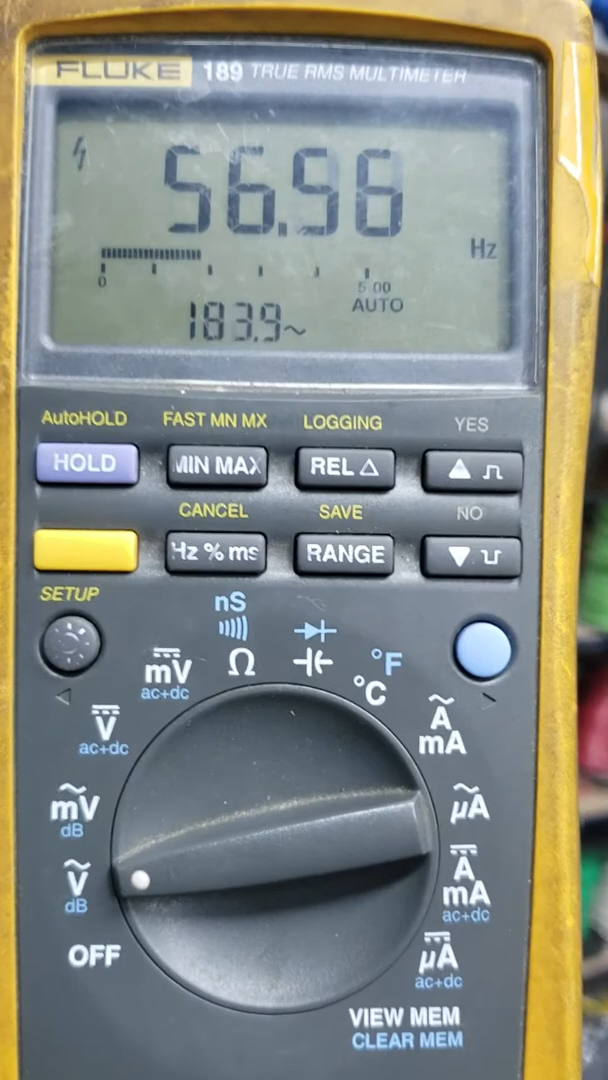 FLUKE 189 TRUE RMS MULTIMETER
56.98
Hz
0 5 00
AUTO
183.9~
AutoHOLD FAST MN MX LOGGING YES
HOLD MIN MAX REL △
CANCEL SAVE NO
Hz % ms RANGE
SETUP
nS
mV
ac+dc
Ω
°F
°C
V
ac+dc
A
mA
mV
dB
µA
V
dB
A
mA
ac+dc
OFF
µA
ac+dc
VIEW MEM
CLEAR MEM